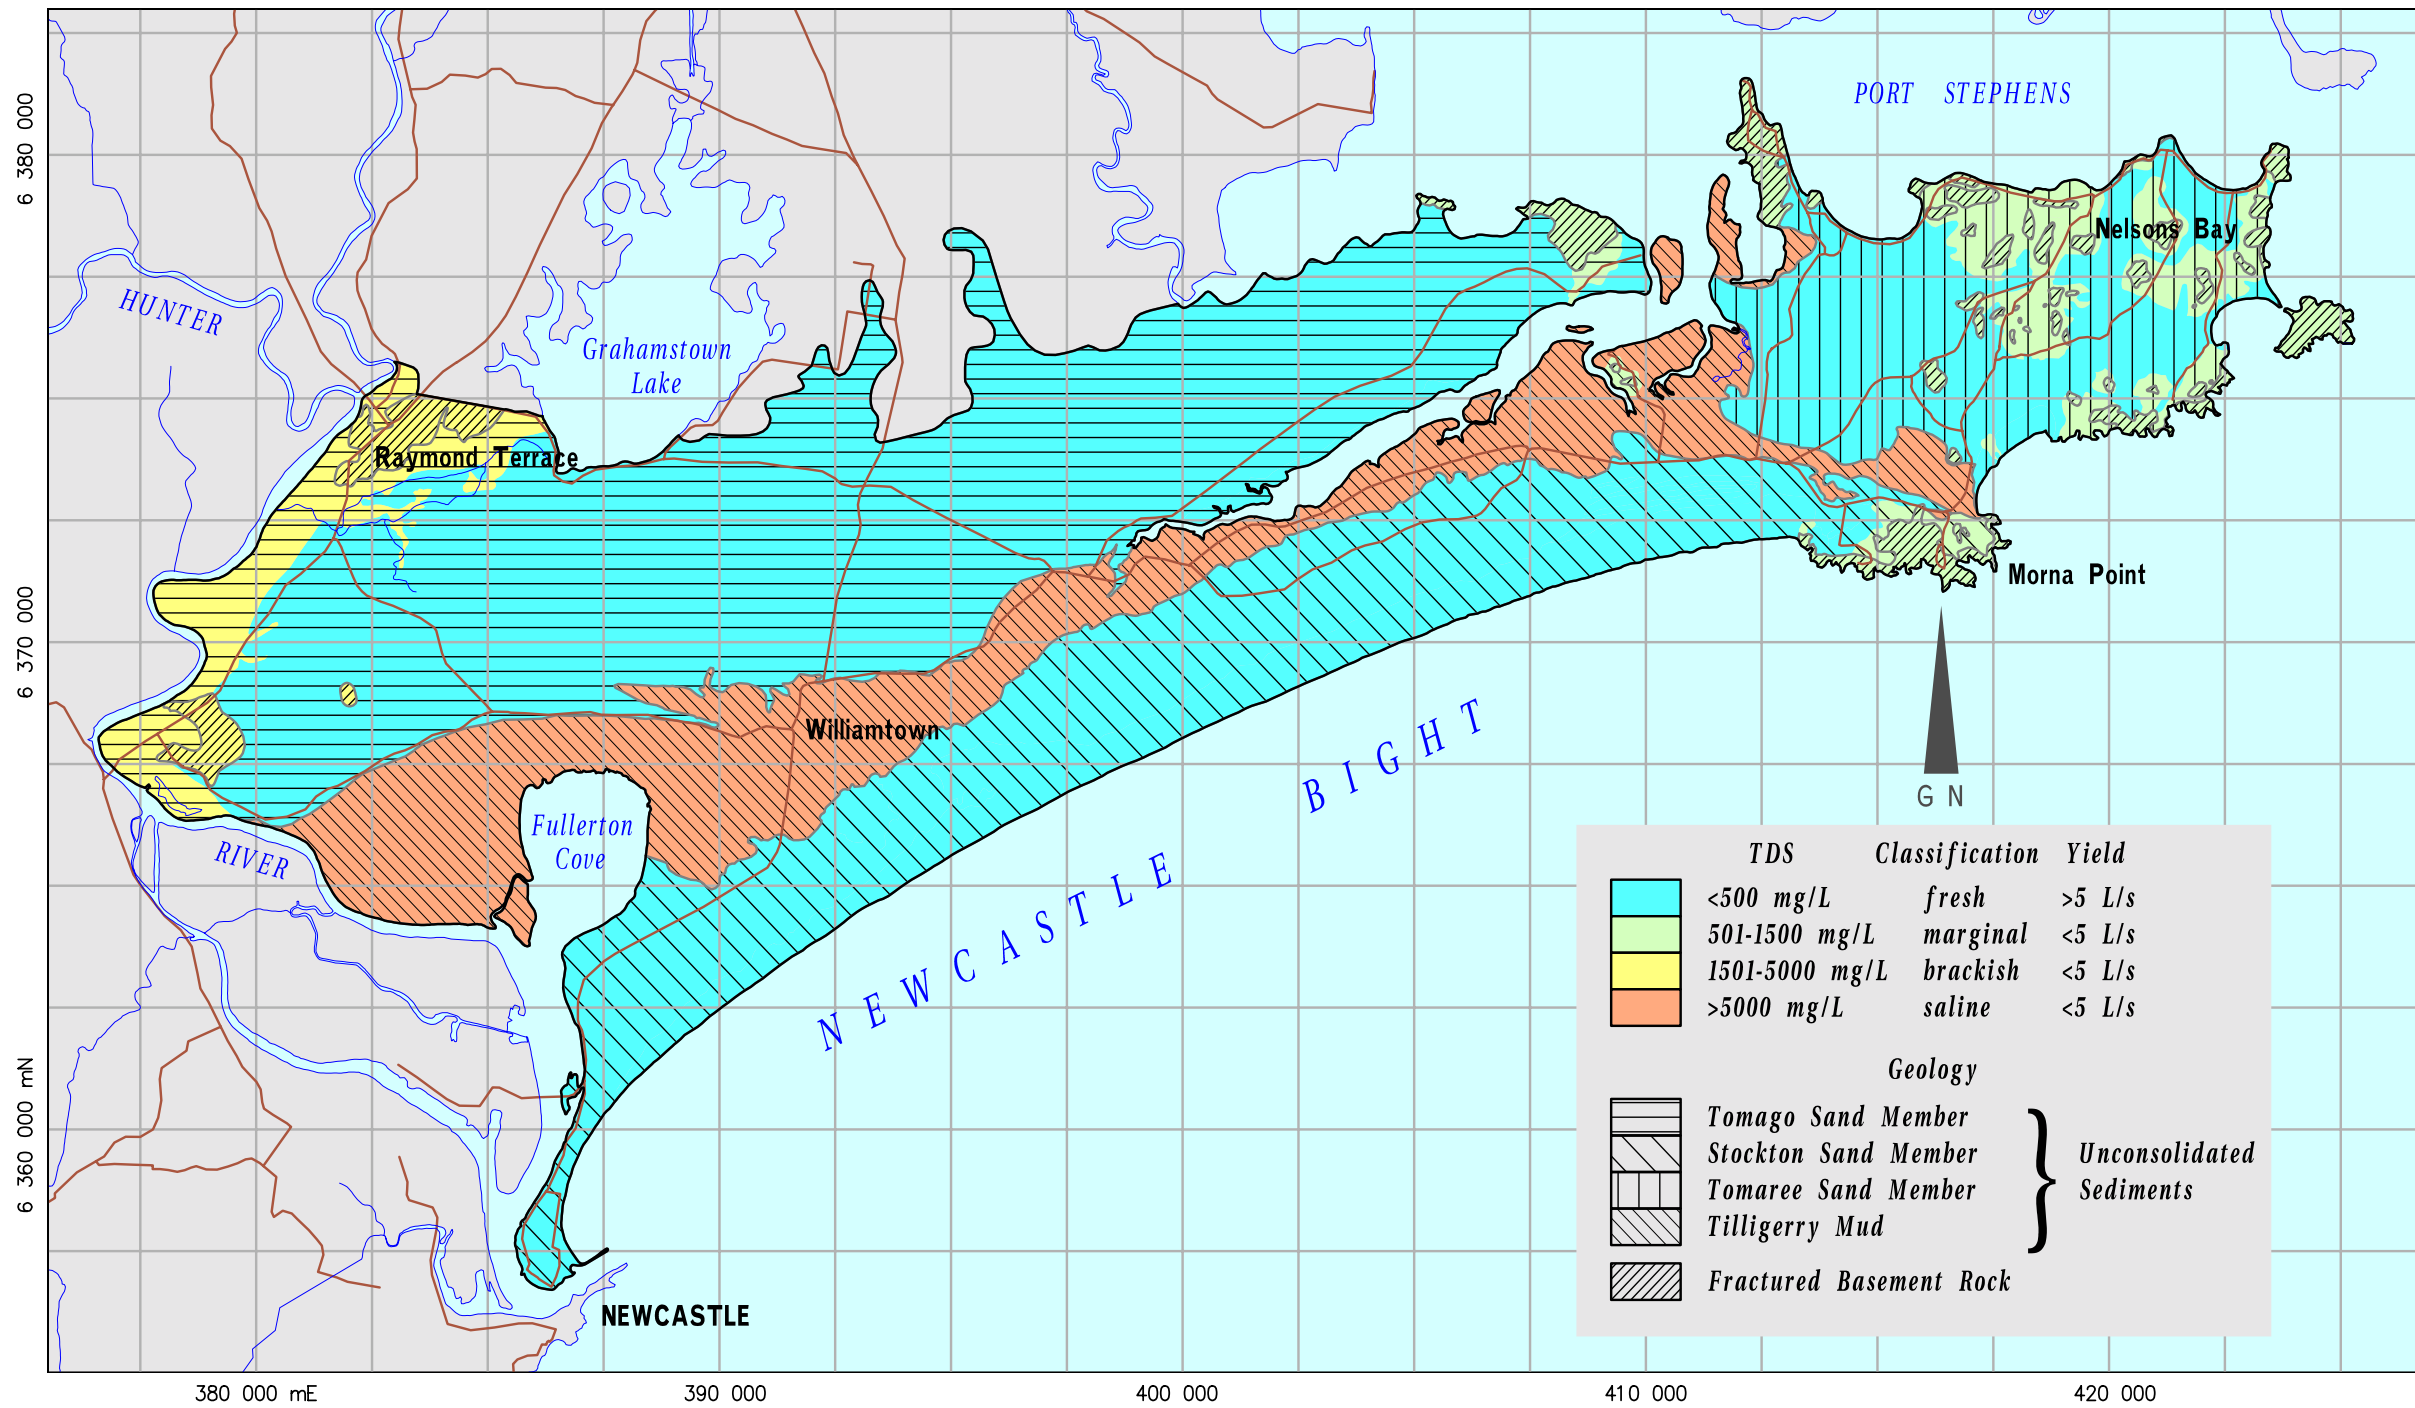 PORT STEPHENS
6 380 000
HUNTER
Nelsons Bay
Grahamstown
Lake
Raymond Terrace
Morna Point
6 370 000
Williamtown
G N
Fullerton
Cove
RIVER
NEWCASTLE BIGHT
TDS Classification Yield
<500 mg/L fresh >5 L/s
501-1500 mg/L marginal <5 L/s
1501-5000 mg/L brackish <5 L/s
>5000 mg/L saline <5 L/s
Geology
Tomago Sand Member
Stockton Sand Member
Tomaree Sand Member
Tilligerry Mud
Unconsolidated
Sediments
Fractured Basement Rock
6 360 000 mN
NEWCASTLE
380 000 mE 390 000 400 000 410 000 420 000